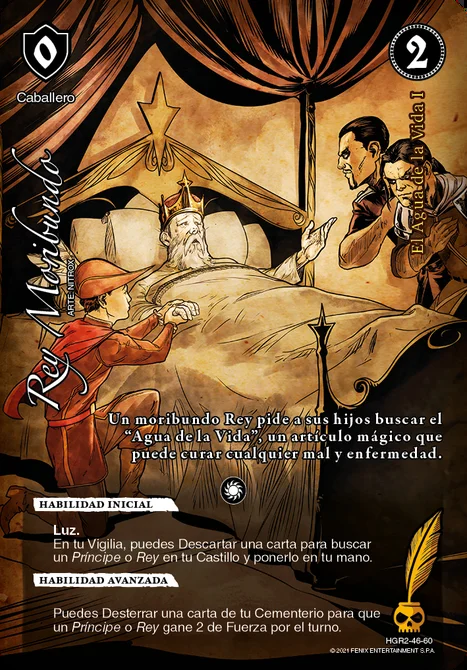 0
2
Caballero
El Agua de la Vida I
Rey Moribundo
ARTE NITROX
Un moribundo Rey pide a sus hijos buscar el
“Agua de la Vida”, un artículo mágico que
puede curar cualquier mal y enfermedad.
HABILIDAD INICIAL
Luz.
En tu Vigilia, puedes Descartar una carta para buscar
un Príncipe o Rey en tu Castillo y ponerlo en tu mano.
HABILIDAD AVANZADA
Puedes Desterrar una carta de tu Cementerio para que
un Príncipe o Rey gane 2 de Fuerza por el turno.
HGR2-46-60
© 2021 FENIX ENTERTAINMENT S.P.A.